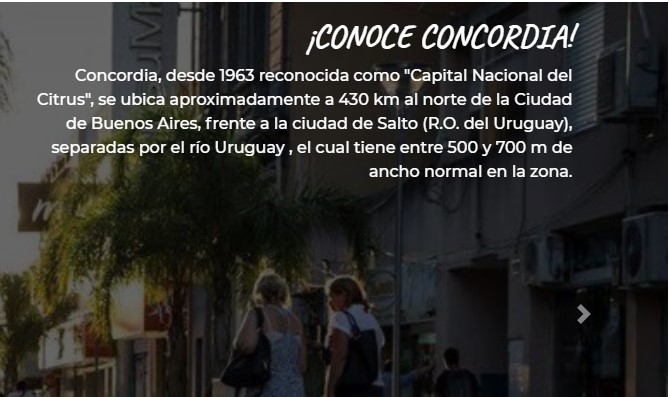 ¡CONOCE CONCORDIA!
Concordia, desde 1963 reconocida como "Capital Nacional del
Citrus", se ubica aproximadamente a 430 km al norte de la Ciudad
de Buenos Aires, frente a la ciudad de Salto (R.O. del Uruguay),
separadas por el río Uruguay , el cual tiene entre 500 y 700 m de
ancho normal en la zona.